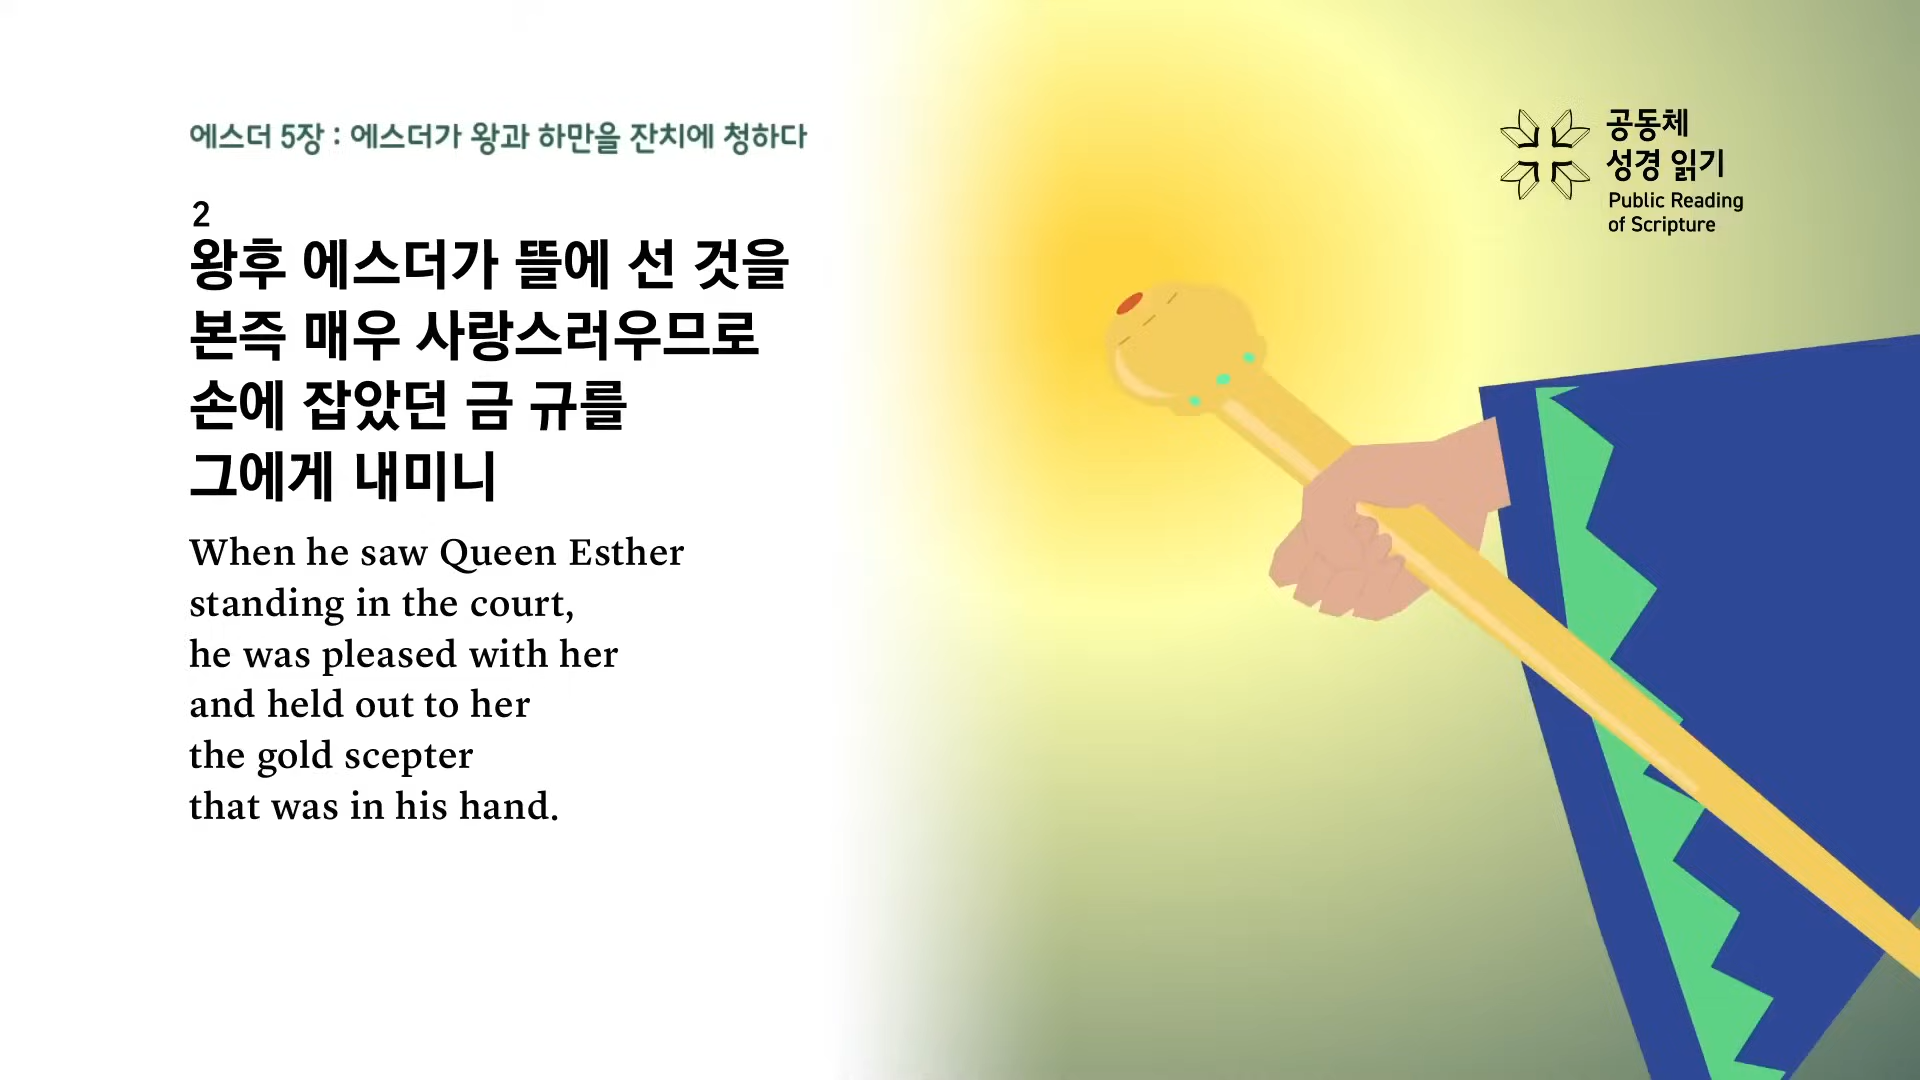 에스더 5장 : 에스더가 왕과 하만을 잔치에 청하다
2
왕후 에스더가 뜰에 선 것을
본즉 매우 사랑스러우므로
손에 잡았던 금 규를
그에게 내미니
When he saw Queen Esther
standing in the court,
he was pleased with her
and held out to her
the gold scepter
that was in his hand.
공동체
성경 읽기
Public Reading
of Scripture